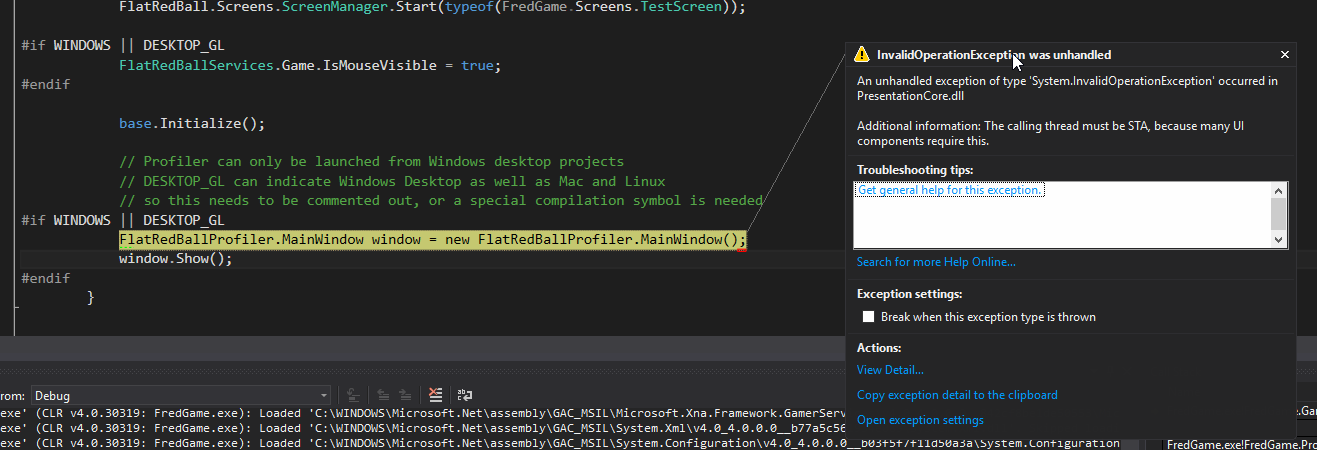 FlatRedBall.Screens.ScreenManager.Start(typeof(FredGame.Screens.TestScreen));
#if WINDOWS || DESKTOP_GL
FlatRedBallServices.Game.IsMouseVisible = true;
#endif
base.Initialize();
// Profiler can only be launched from Windows desktop projects
// DESKTOP_GL can indicate Windows Desktop as well as Mac and Linux
// so this needs to be commented out, or a special compilation symbol is needed
#if WINDOWS || DESKTOP_GL
FlatRedBallProfiler.MainWindow window = new FlatRedBallProfiler.MainWindow();
window.Show();
#endif
}
InvalidOperationException was unhandled
An unhandled exception of type 'System.InvalidOperationException' occurred in
PresentationCore.dll
Additional information: The calling thread must be STA, because many UI
components require this.
Troubleshooting tips:
Get general help for this exception.
Search for more Help Online...
Exception settings:
Break when this exception type is thrown
Actions:
View Detail...
Copy exception detail to the clipboard
Open exception settings
rom: Debug
exe' (CLR v4.0.30319: FredGame.exe): Loaded 'C:\WINDOWS\Microsoft.Net\assembly\GAC_MSIL\Microsoft.Xna.Framework.GamerServ
.exe' (CLR v4.0.30319: FredGame.exe): Loaded 'C:\WINDOWS\Microsoft.Net\assembly\GAC_MSIL\System.Xml\v4.0_4.0.0.0__b77a5c56
.exe' (CLR v4.0.30319: FredGame.exe): Loaded 'C:\WINDOWS\Microsoft.Net\assembly\GAC_MSIL\System.Configuration\v4.0_4.0.0.0__b03f5f7f11d50a3a\System.Configuration
e.Ga
FredGame.exe!FredGame.Pro